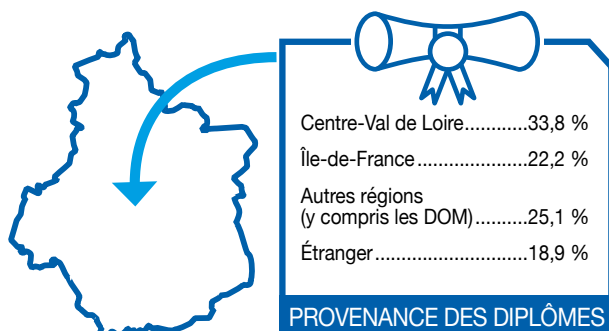 Centre-Val de Loire............33,8 %
Île-de-France....................22,2 %
Autres régions
(y compris les DOM).......25,1 %
Étranger............................18,9 %
PROVENANCE DES DIPLÔMES